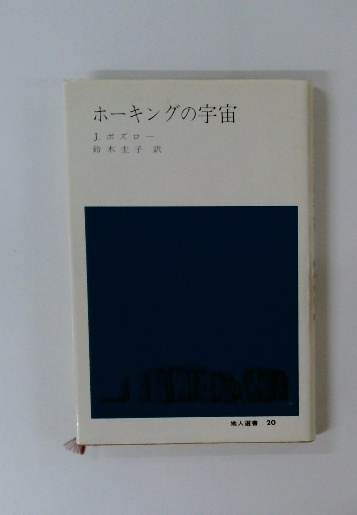 ホーキングの宇宙
J. ボズロー
鈴木圭子 訳
地人選書 20